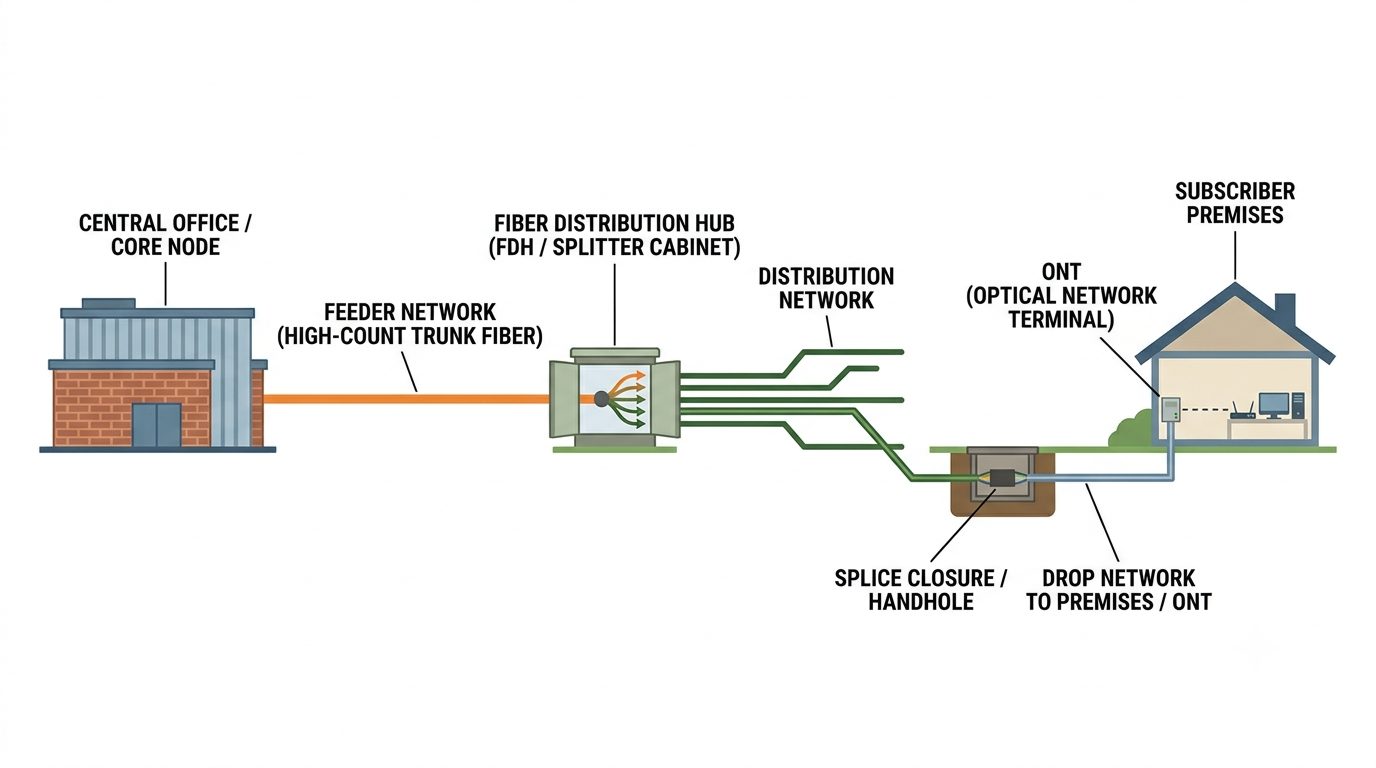 CENTRAL OFFICE /
CORE NODE
FEEDER NETWORK
(HIGH-COUNT TRUNK FIBER)
FIBER DISTRIBUTION HUB
(FDH / SPLITTER CABINET)
DISTRIBUTION
NETWORK
ONT
(OPTICAL NETWORK
TERMINAL)
SUBSCRIBER
PREMISES
SPLICE CLOSURE /
HANDHOLE
DROP NETWORK
TO PREMISES / ONT